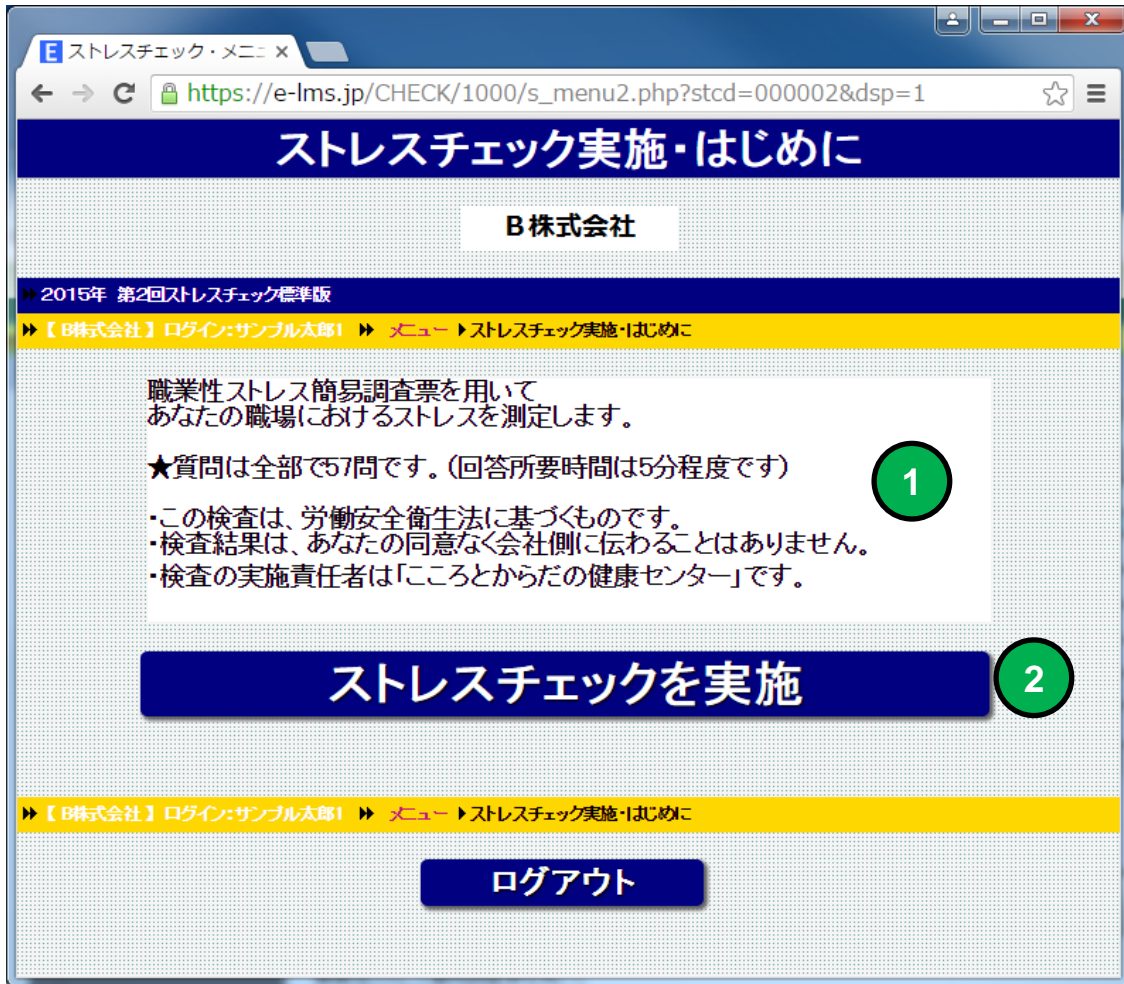 ストレスチェック・メニュ
https://e-lms.jp/CHECK/1000/s_menu2.php?stcd=000002&dsp=1
ストレスチェック実施・はじめに
B株式会社
2015年 第2回ストレスチェック標準版
【 B株式会社 】 ログイン:サンプル太郎1 メニュー ストレスチェック実施・はじめに
職業性ストレス簡易調査票を用いて
あなたの職場におけるストレスを測定します。
★質問は全部で57問です。(回答所要時間は5分程度です)
1
・この検査は、労働安全衛生法に基づくものです。
・検査結果は、あなたの同意なく会社側に伝わることはありません。
・検査の実施責任者は「こころとからだの健康センター」です。
ストレスチェックを実施
2
【 B株式会社 】 ログイン:サンプル太郎1 メニュー ストレスチェック実施・はじめに
ログアウト